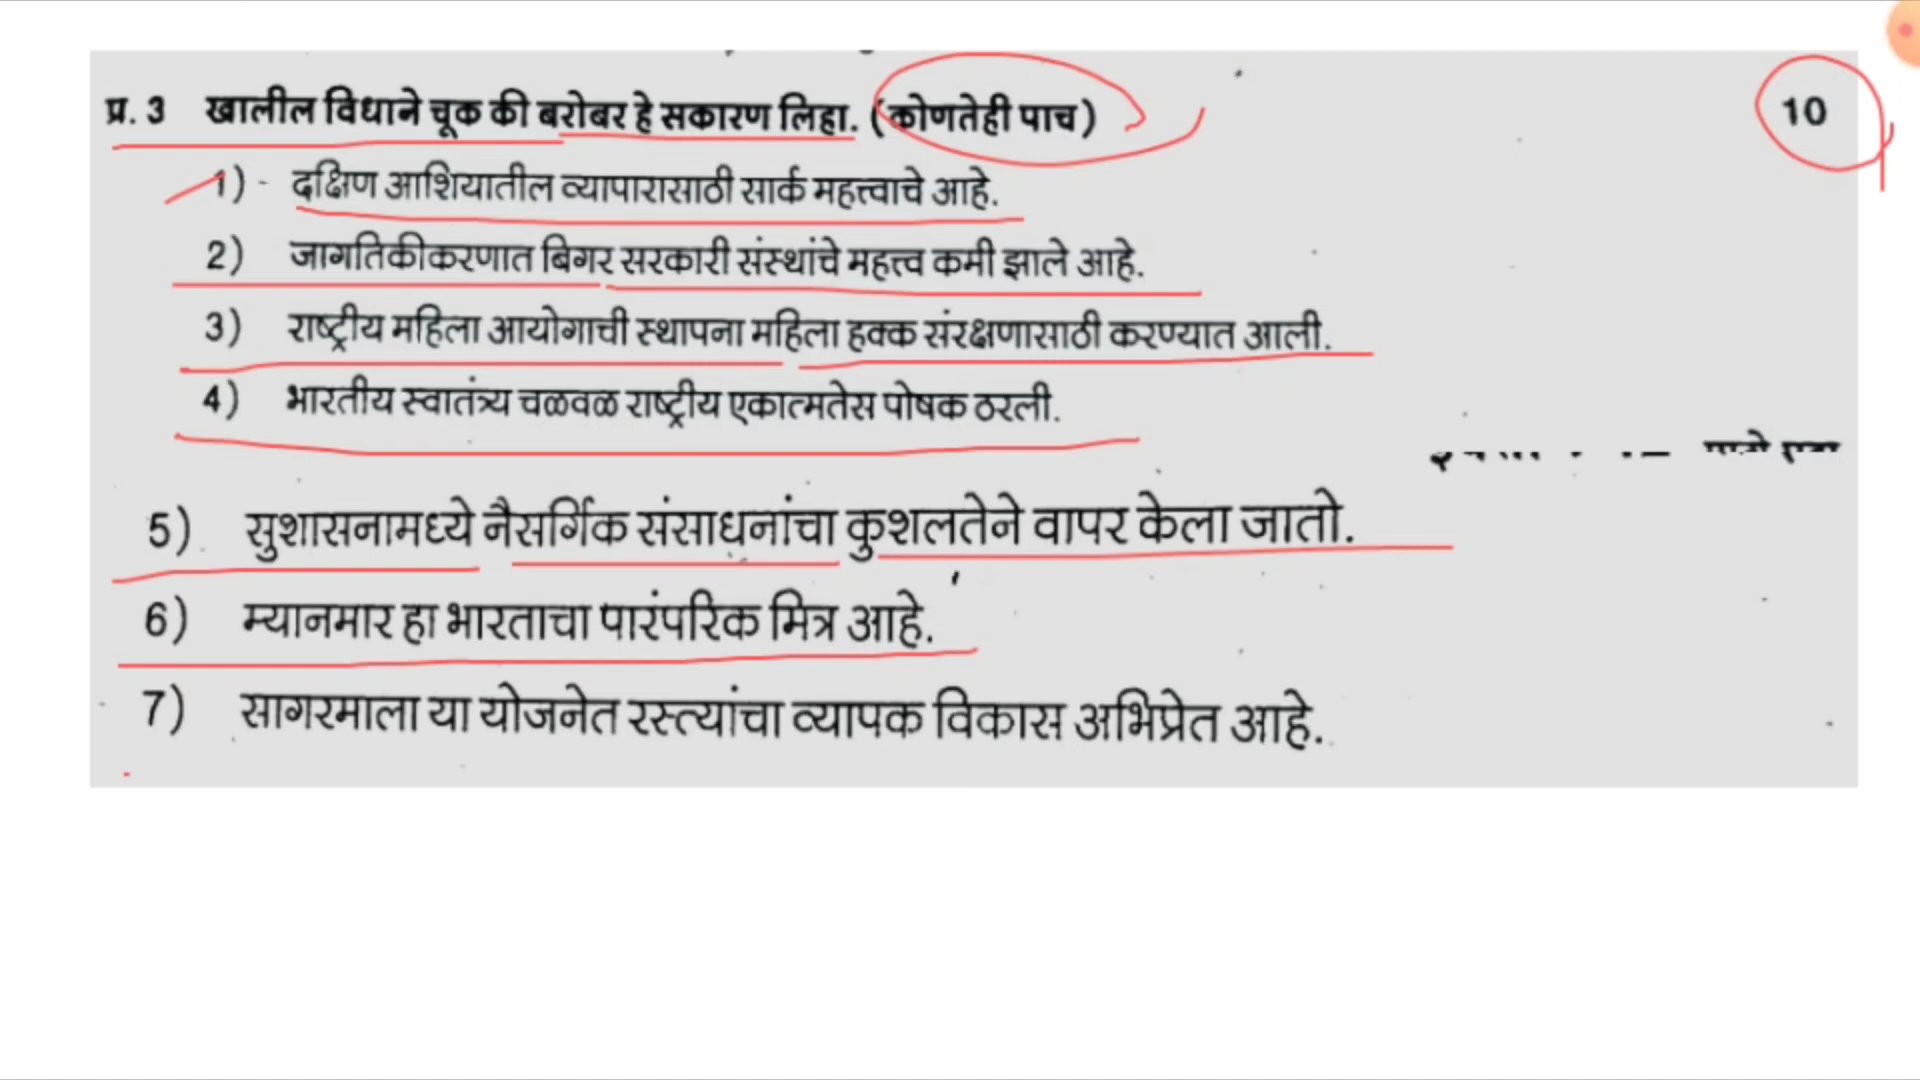 प्र. 3 खालील विधाने चूक की बरोबर हे सकारण लिहा. (कोणतेही पाच) 10
1) - दक्षिण आशियातील व्यापारासाठी सार्क महत्त्वाचे आहे.
2) जागतिकीकरणात बिगर सरकारी संस्थांचे महत्त्व कमी झाले आहे.
3) राष्ट्रीय महिला आयोगाची स्थापना महिला हक्क संरक्षणासाठी करण्यात आली.
4) भारतीय स्वातंत्र्य चळवळ राष्ट्रीय एकात्मतेस पोषक ठरली.
5) सुशासनामध्ये नैसर्गिक संसाधनांचा कुशलतेने वापर केला जातो.
6) म्यानमार हा भारताचा पारंपरिक मित्र आहे.
7) सागरमाला या योजनेत रस्त्यांचा व्यापक विकास अभिप्रेत आहे.